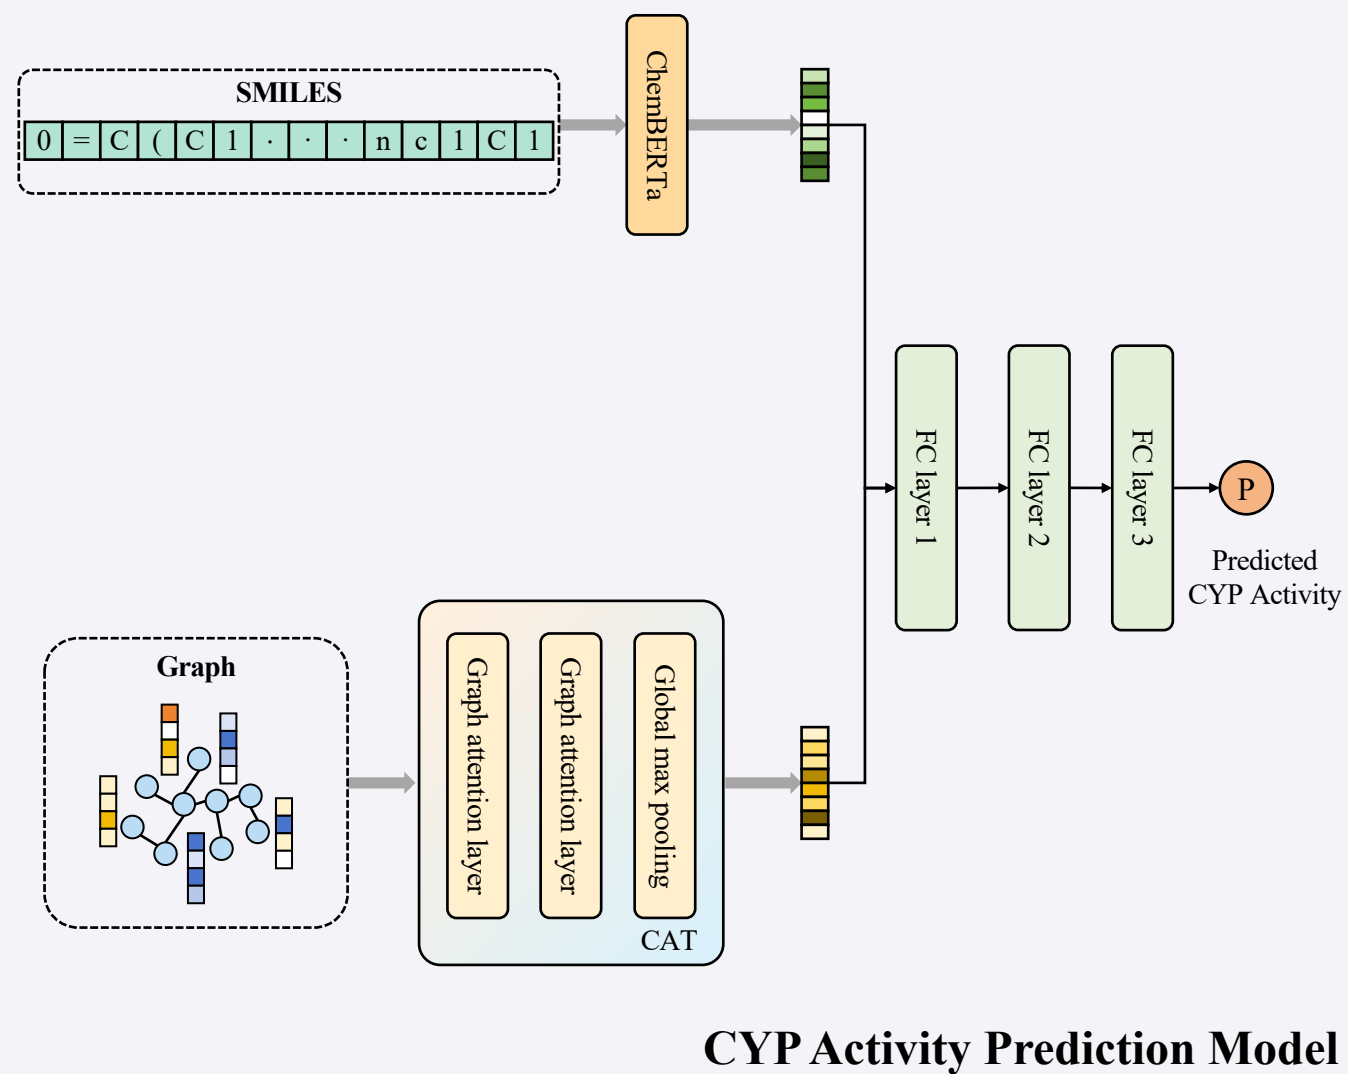 SMILES
0 = C ( C 1 · · · n c 1 C 1
ChemBERTa
FC layer 1
FC layer 2
FC layer 3
P
Predicted
CYP Activity
Graph
Graph attention layer
Graph attention layer
Global max pooling
CAT
CYP Activity Prediction Model